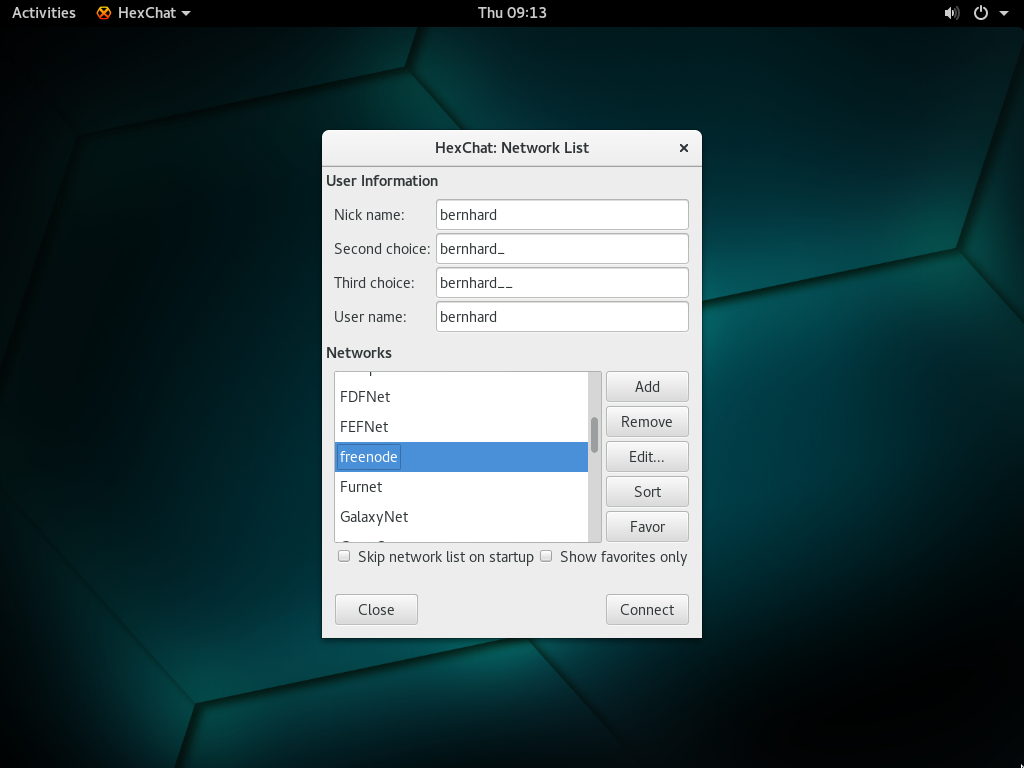 Activities HexChat Thu 09:13
HexChat: Network List
User Information
Nick name: bernhard
Second choice: bernhard_
Third choice: bernhard__
User name: bernhard
Networks
FDFNet
FEFNet
freenode
Furnet
GalaxyNet
Add
Remove
Edit...
Sort
Favor
Skip network list on startup Show favorites only
Close Connect